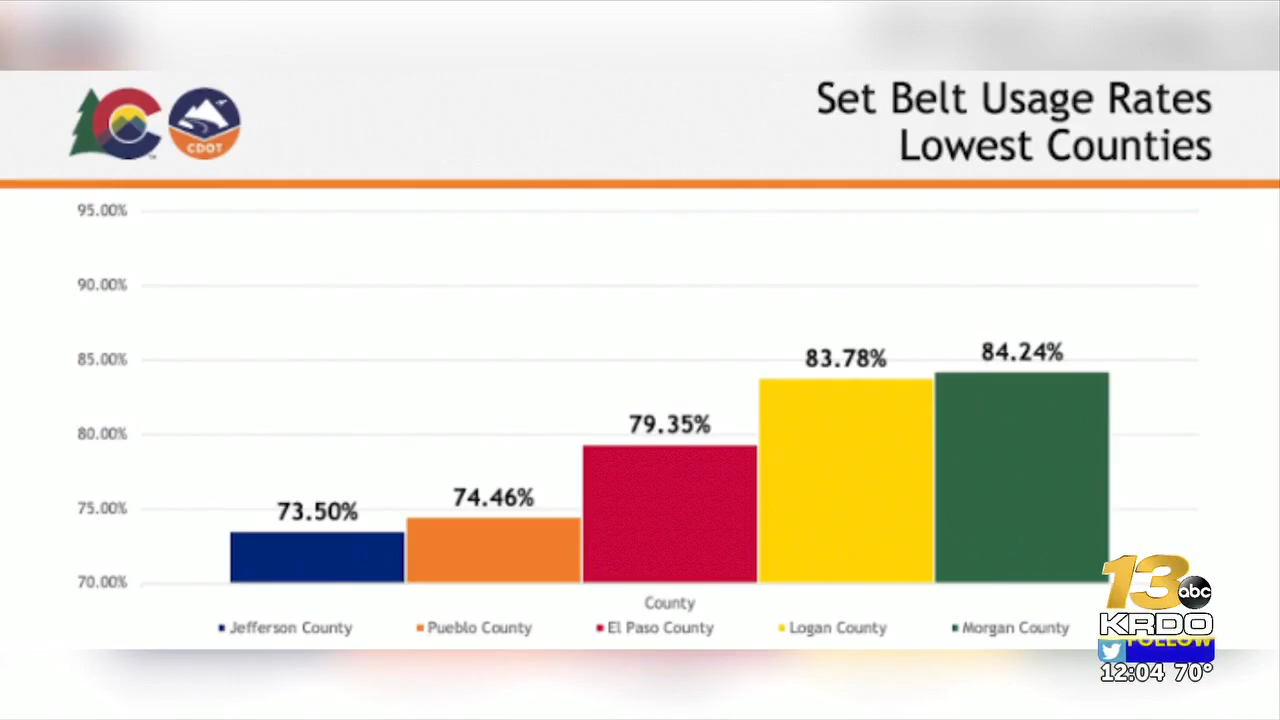 CDOT
Set Belt Usage Rates
Lowest Counties
95.00%
90.00%
85.00%
80.00%
75.00%
70.00%
73.50%
74.46%
79.35%
83.78%
84.24%
County
Jefferson County
Pueblo County
El Paso County
Logan County
Morgan County
13
abc
KRDO
FOLLOW
12:04 70°